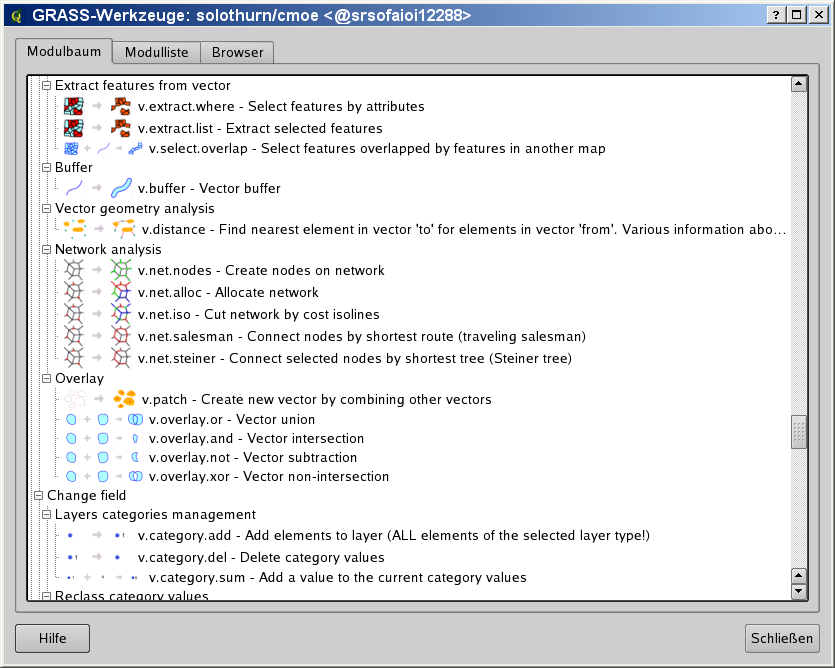 GRASS-Werkzeuge: solothurn/cmoe <@srsofaioi12288>
Modulbaum Modulliste Browser
Extract features from vector
v.extract.where - Select features by attributes
v.extract.list - Extract selected features
v.select.overlap - Select features overlapped by features in another map
Buffer
v.buffer - Vector buffer
Vector geometry analysis
v.distance - Find nearest element in vector 'to' for elements in vector 'from'. Various information abo...
Network analysis
v.net.nodes - Create nodes on network
v.net.alloc - Allocate network
v.net.iso - Cut network by cost isolines
v.net.salesman - Connect nodes by shortest route (traveling salesman)
v.net.steiner - Connect selected nodes by shortest tree (Steiner tree)
Overlay
v.patch - Create new vector by combining other vectors
v.overlay.or - Vector union
v.overlay.and - Vector intersection
v.overlay.not - Vector subtraction
v.overlay.xor - Vector non-intersection
Change field
Layers categories management
v.category.add - Add elements to layer (ALL elements of the selected layer type!)
v.category.del - Delete category values
v.category.sum - Add a value to the current category values
Reclass category values
Hilfe Schließen